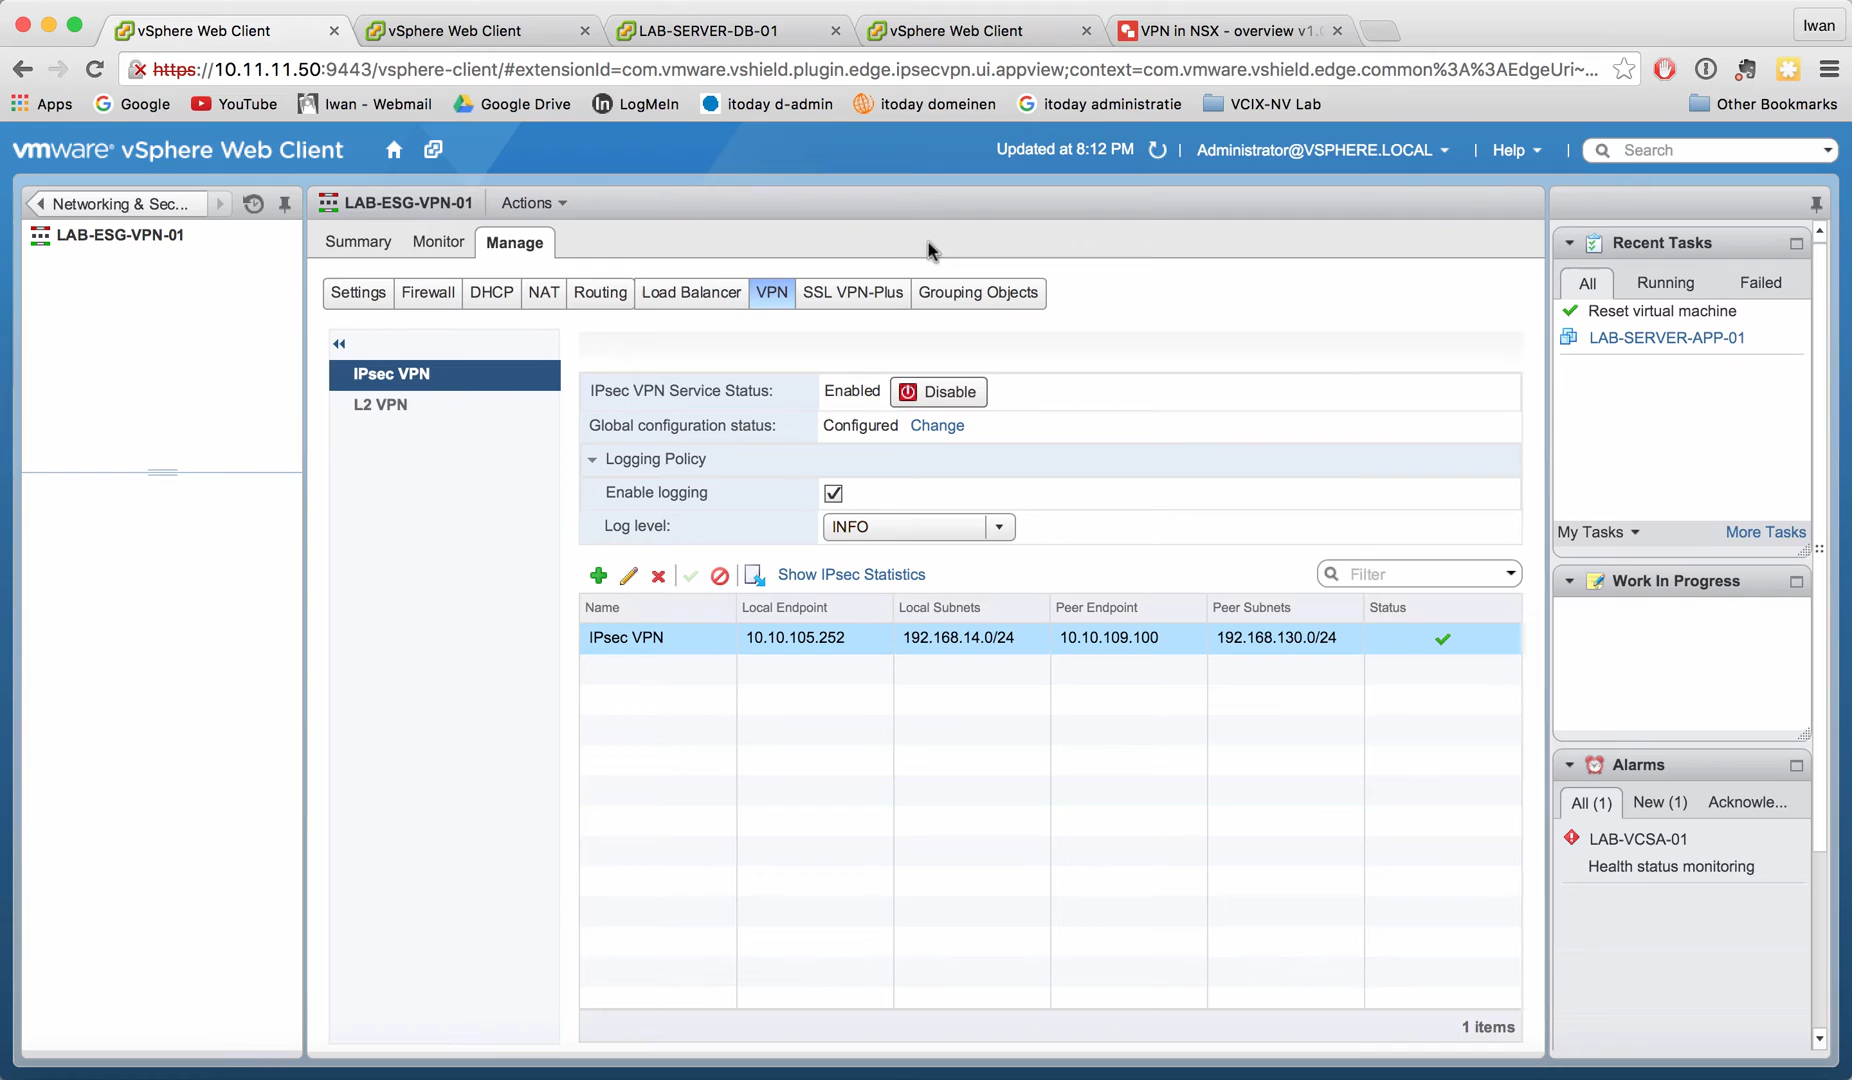 vSphere Web Client
vSphere Web Client
LAB-SERVER-DB-01
vSphere Web Client
VPN in NSX - overview v1.
Iwan
https://10.11.11.50:9443/vsphere-client/#extensionId=com.vmware.vshield.plugin.edge.ipsecvpn.ui.appview;context=com.vmware.vshield.edge.common%3A%3AEdgeUri~...
Apps
Google
YouTube
Iwan - Webmail
Google Drive
LogMeIn
itoday d-admin
itoday domeinen
itoday administratie
VCIX-NV Lab
Other Bookmarks
vmware® vSphere Web Client
Updated at 8:12 PM
Administrator@VSPHERE.LOCAL
Help
Search
Networking & Sec...
LAB-ESG-VPN-01
LAB-ESG-VPN-01
Actions
Summary
Monitor
Manage
Settings
Firewall
DHCP
NAT
Routing
Load Balancer
VPN
SSL VPN-Plus
Grouping Objects
IPsec VPN
L2 VPN
IPsec VPN Service Status: Enabled Disable
Global configuration status: Configured Change
Logging Policy
Enable logging
Log level: INFO
Show IPsec Statistics
Filter
Name Local Endpoint Local Subnets Peer Endpoint Peer Subnets Status
IPsec VPN 10.10.105.252 192.168.14.0/24 10.10.109.100 192.168.130.0/24
1 items
Recent Tasks
All Running Failed
Reset virtual machine
LAB-SERVER-APP-01
My Tasks
More Tasks
Work In Progress
Alarms
All (1) New (1) Acknowle...
LAB-VCSA-01
Health status monitoring